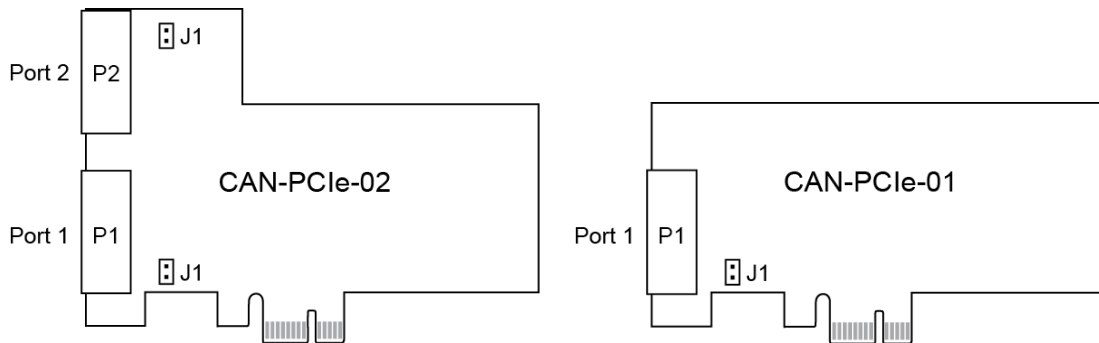 J1
Port 2 P2
CAN-PCIe-02
Port 1 P1
J1
CAN-PCIe-01
Port 1 P1
J1